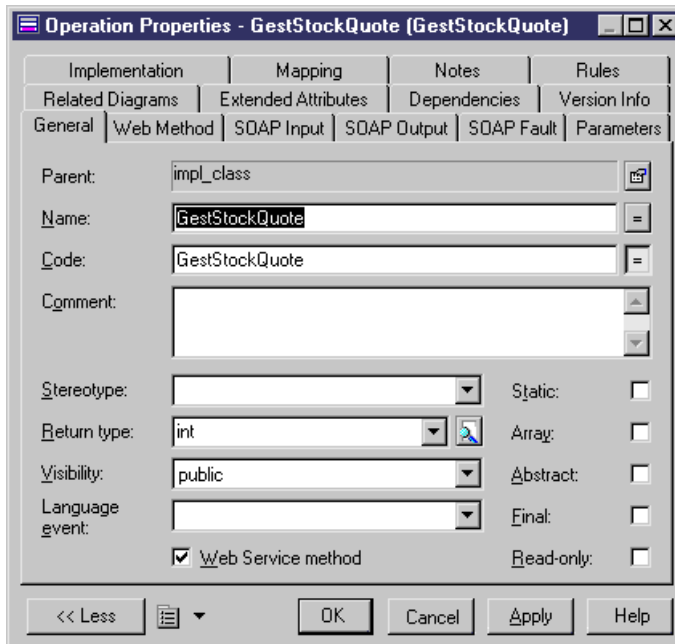 Operation Properties - GestStockQuote (GestStockQuote)
Implementation Mapping Notes Rules
Related Diagrams Extended Attributes Dependencies Version Info
General Web Method SOAP Input SOAP Output SOAP Fault Parameters
Parent: impl_class
Name: GestStockQuote =
Code: GestStockQuote =
Comment:
Stereotype: Static:
Return type: int Array:
Visibility: public Abstract:
Language event: Final:
Web Service method Read-only:
<< Less OK Cancel Apply Help